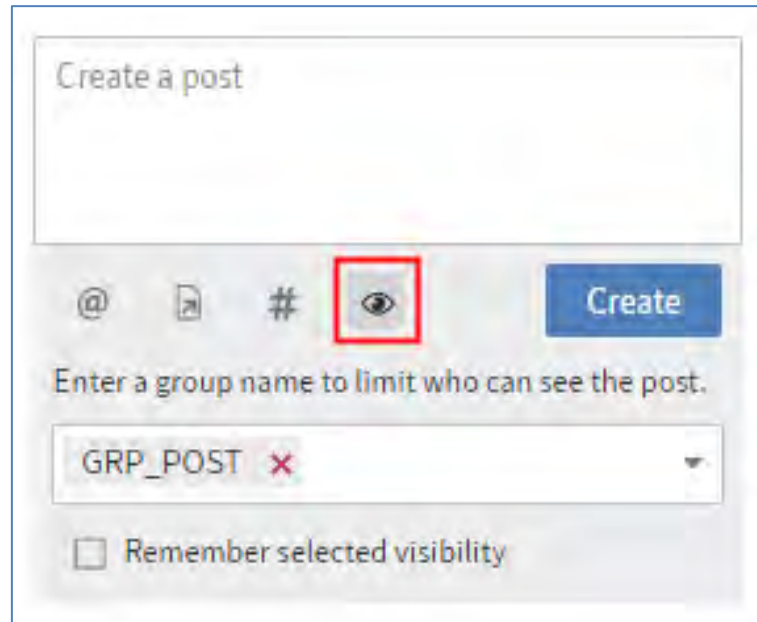 Create a post
@ # Create
Enter a group name to limit who can see the post.
GRP_POST
Remember selected visibility